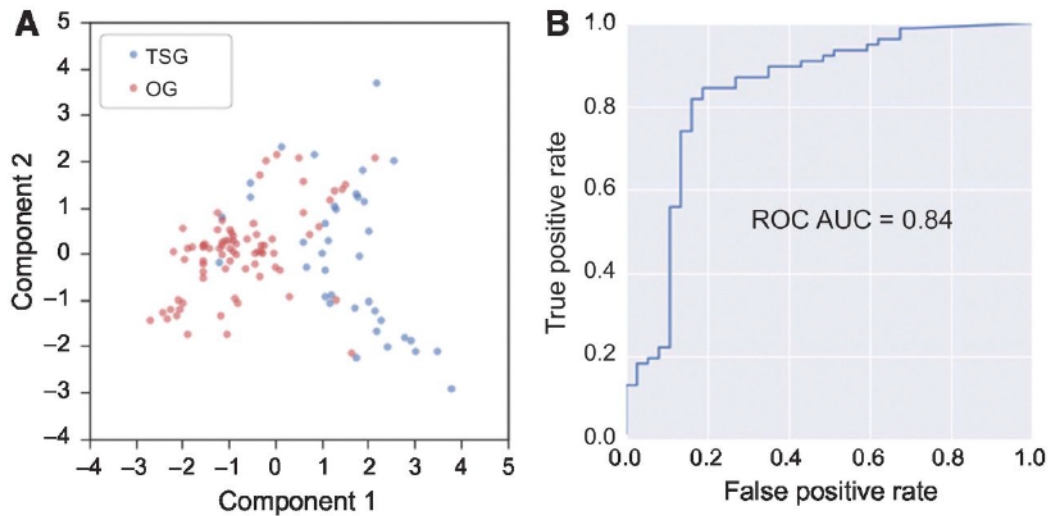 A
TSG
OG
Component 2
5
4
3
2
1
0
−1
−2
−3
−4
−4 −3 −2 −1 0 1 2 3 4 5
Component 1
B
True positive rate
1.0
0.8
0.6
0.4
0.2
0.0
ROC AUC = 0.84
0.0 0.2 0.4 0.6 0.8 1.0
False positive rate